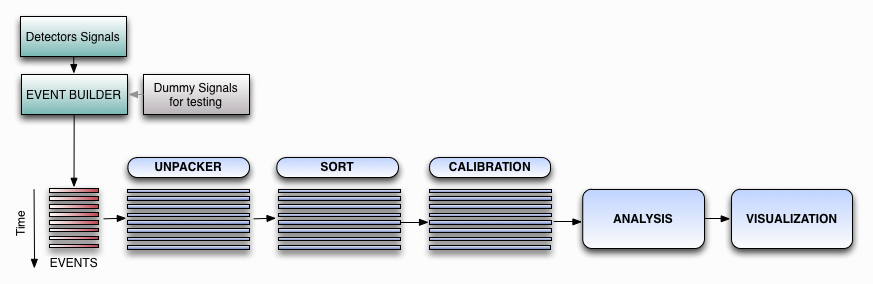 Detectors Signals
EVENT BUILDER
Dummy Signals
for testing
UNPACKER
SORT
CALIBRATION
Time
EVENTS
ANALYSIS
VISUALIZATION